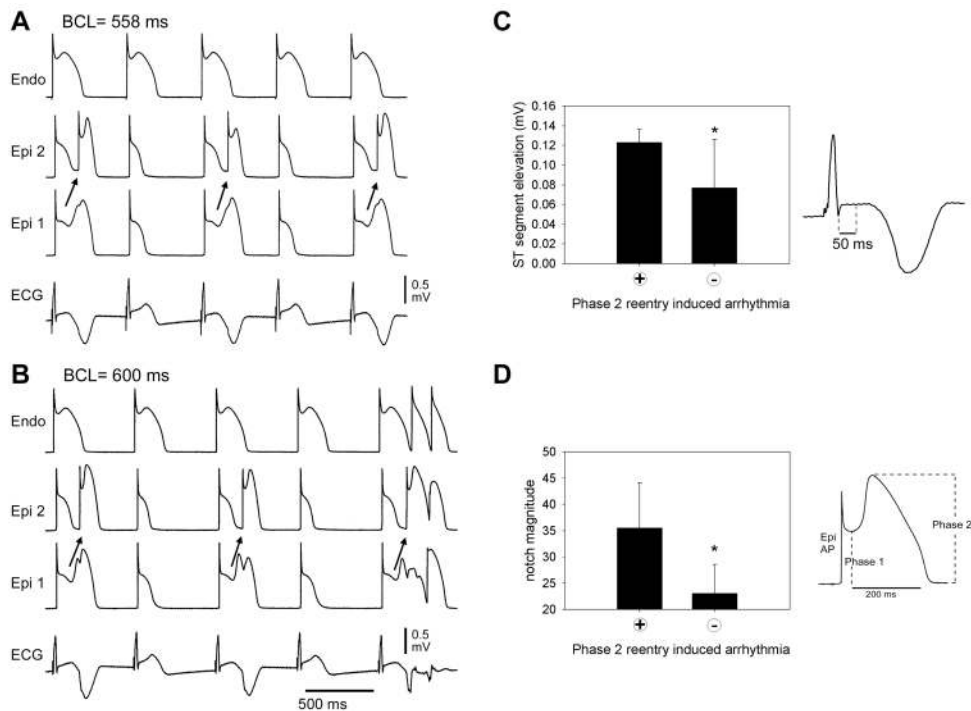 A
BCL= 558 ms
Endo
Epi 2
Epi 1
ECG
0.5
mV
B
BCL= 600 ms
Endo
Epi 2
Epi 1
ECG
0.5
mV
500 ms
C
ST segment elevation (mV)
0.16
0.14
0.12
0.10
0.08
0.06
0.04
0.02
0.00
*
+
-
Phase 2 reentry induced arrhythmia
50 ms
D
notch magnitude
50
45
40
35
30
25
20
*
+
-
Phase 2 reentry induced arrhythmia
Epi
AP
Phase 1
Phase 2
200 ms